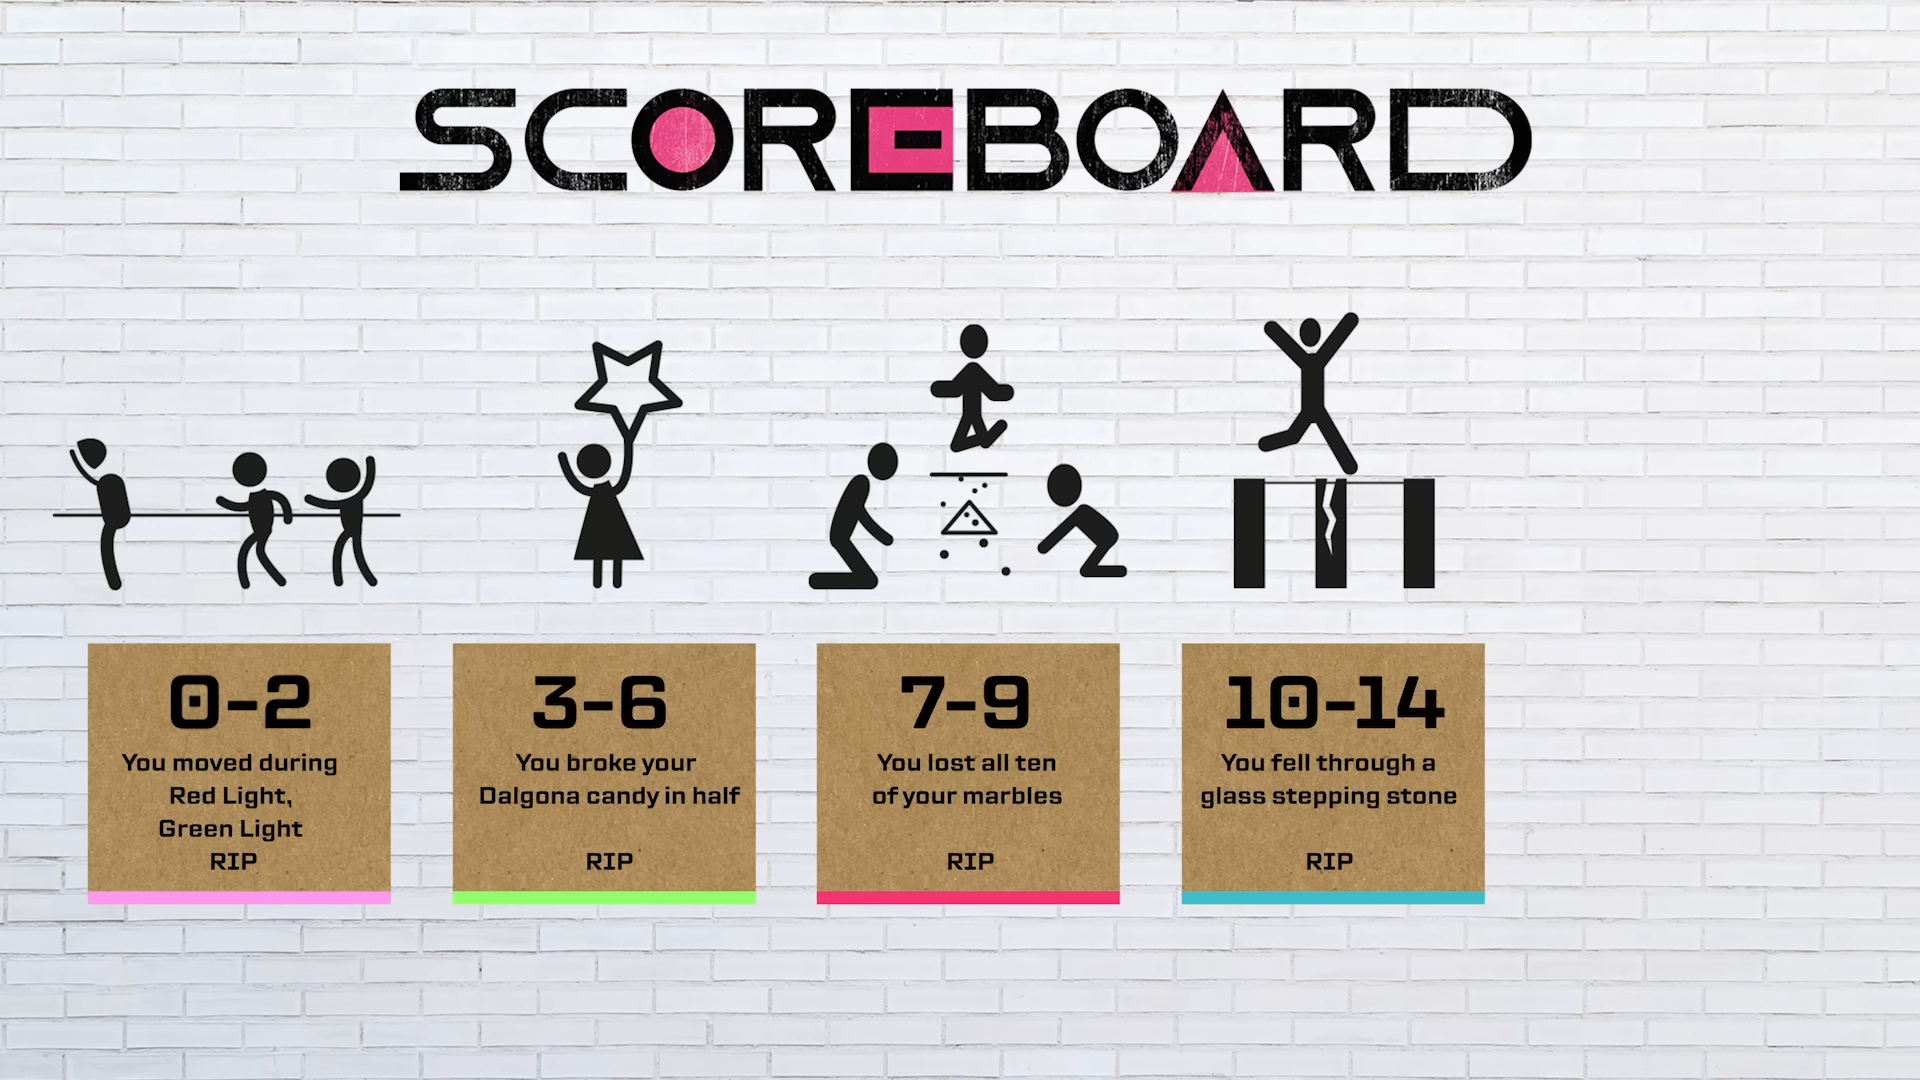 SCOREBOARD
0-2
You moved during
Red Light,
Green Light
RIP
3-6
You broke your
Dalgona candy in half
RIP
7-9
You lost all ten
of your marbles
RIP
10-14
You fell through a
glass stepping stone
RIP